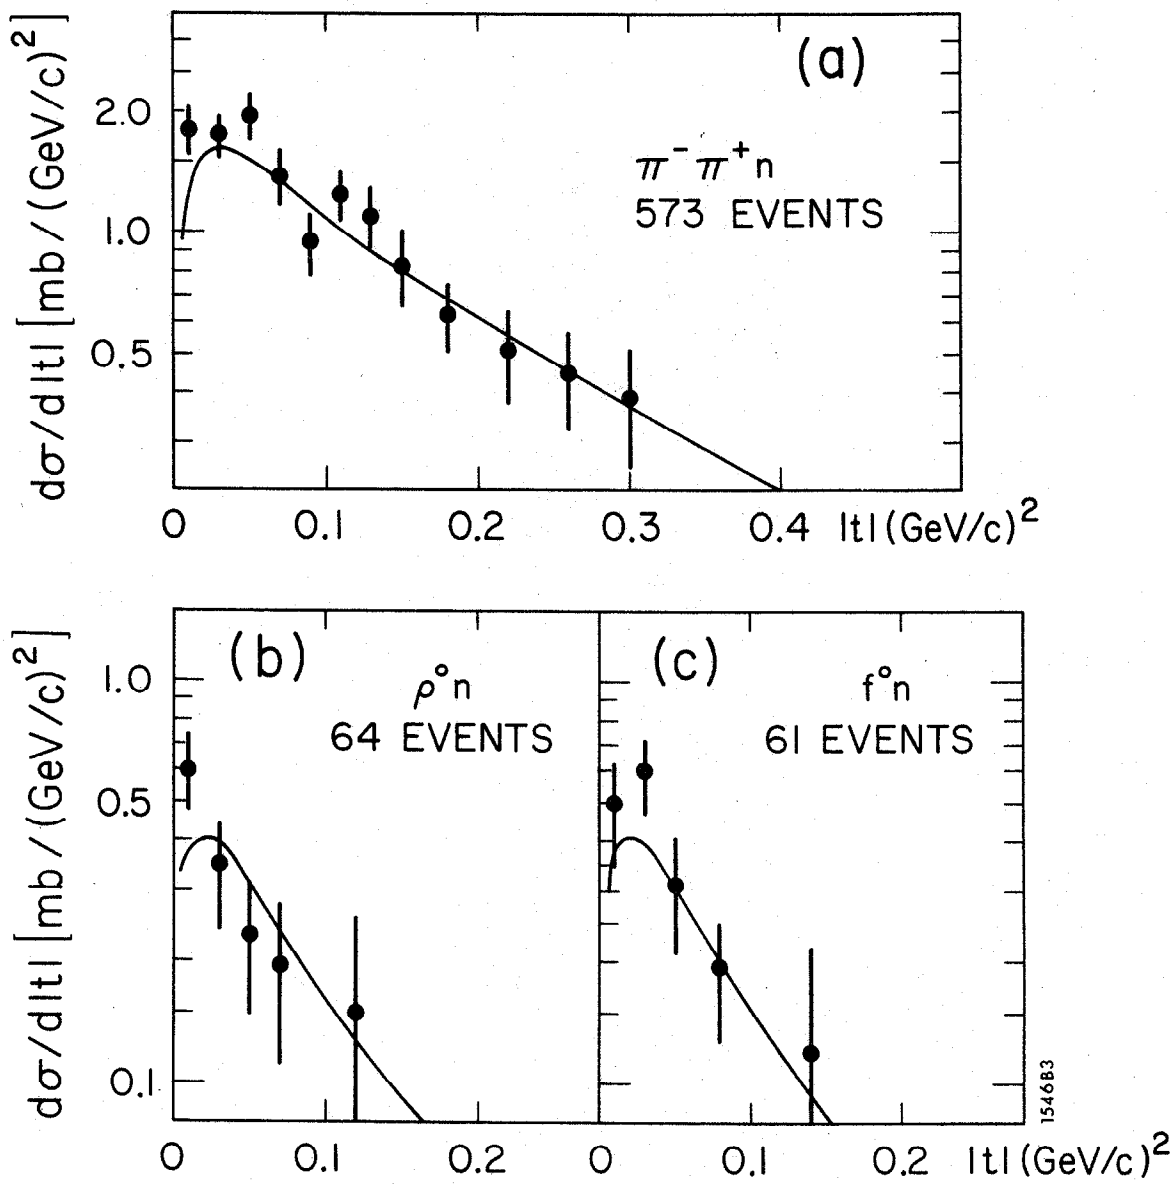 (a)
dσ/d|t| [mb/(GeV/c)²]
π⁻π⁺n
573 EVENTS
2.0
1.0
0.5
0 0.1 0.2 0.3 0.4 |t|(GeV/c)²
(b)
dσ/d|t| [mb/(GeV/c)²]
ρ°n
64 EVENTS
1.0
0.5
0.1
0 0.1 0.2
(c)
f°n
61 EVENTS
1546B3
0 0.1 0.2 |t|(GeV/c)²